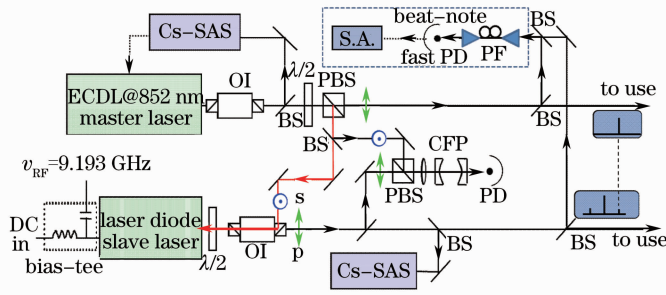 Cs-SAS
beat-note
BS
S.A.
fast PD
PF
λ/2
OI
PBS
ECDL@852 nm
master laser
BS
BS
to use
BS
CFP
νRF=9.193 GHz
PBS
PD
s
DC
in
laser diode
slave laser
OI
p
BS
BS
to use
bias-tee
λ/2
Cs-SAS